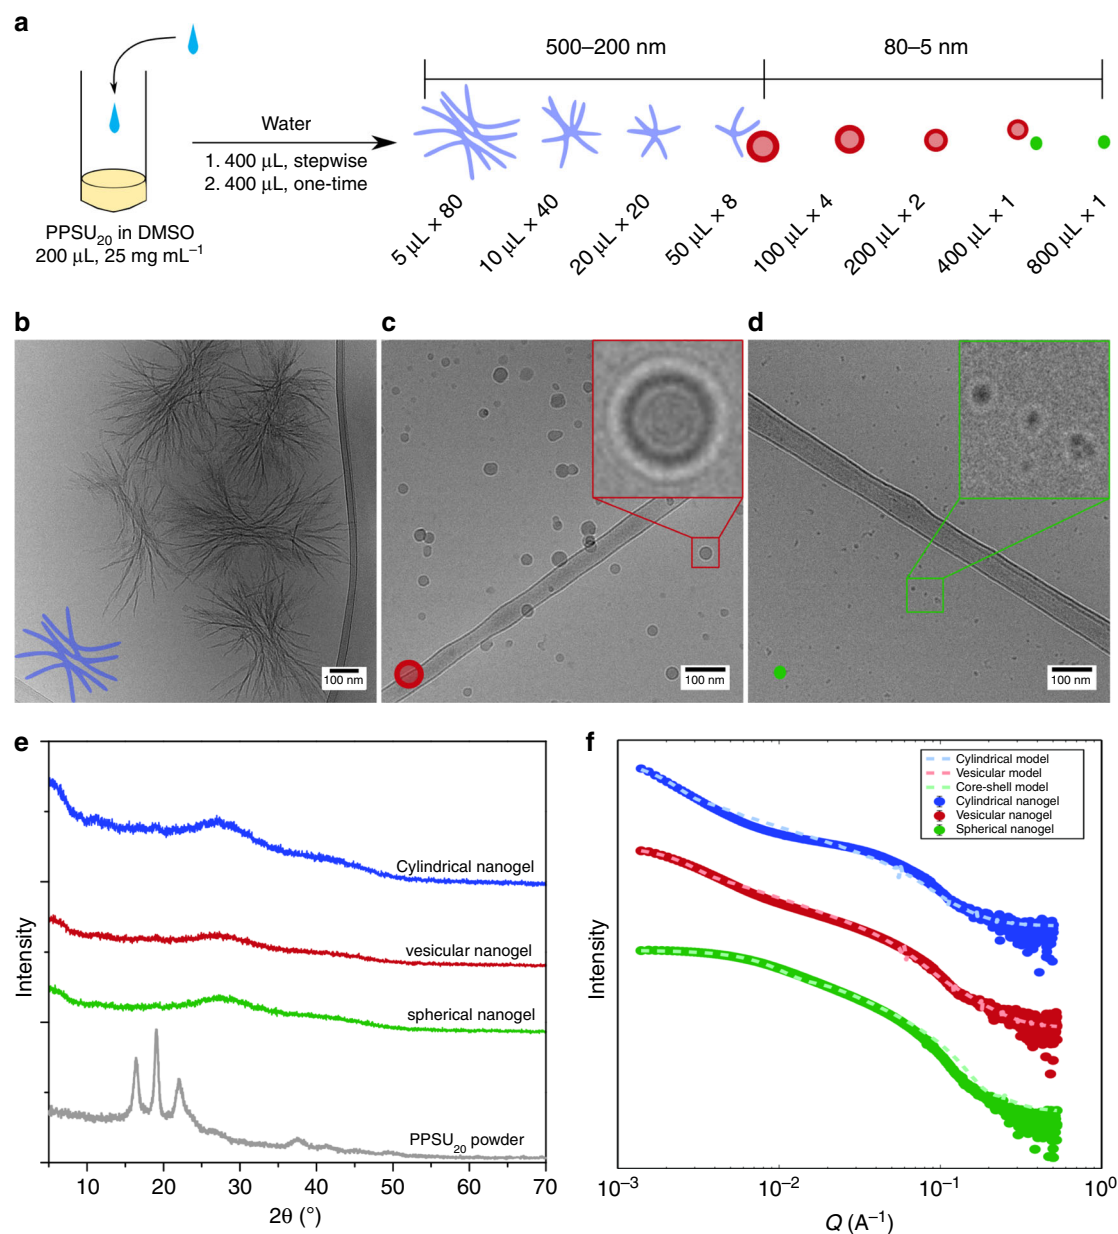 a
500–200 nm
80–5 nm
Water
1. 400 μL, stepwise
2. 400 μL, one-time
PPSU20 in DMSO
200 μL, 25 mg mL–1
5 μL × 80
10 μL × 40
20 μL × 20
50 μL × 8
100 μL × 4
200 μL × 2
400 μL × 1
800 μL × 1
b
100 nm
c
100 nm
d
100 nm
e
Intensity
Cylindrical nanogel
vesicular nanogel
spherical nanogel
PPSU20 powder
10
20
30
40
50
60
70
2θ (°)
f
Intensity
Cylindrical model
Vesicular model
Core-shell model
Cylindrical nanogel
Vesicular nanogel
Spherical nanogel
10–3
10–2
10–1
100
Q (A–1)